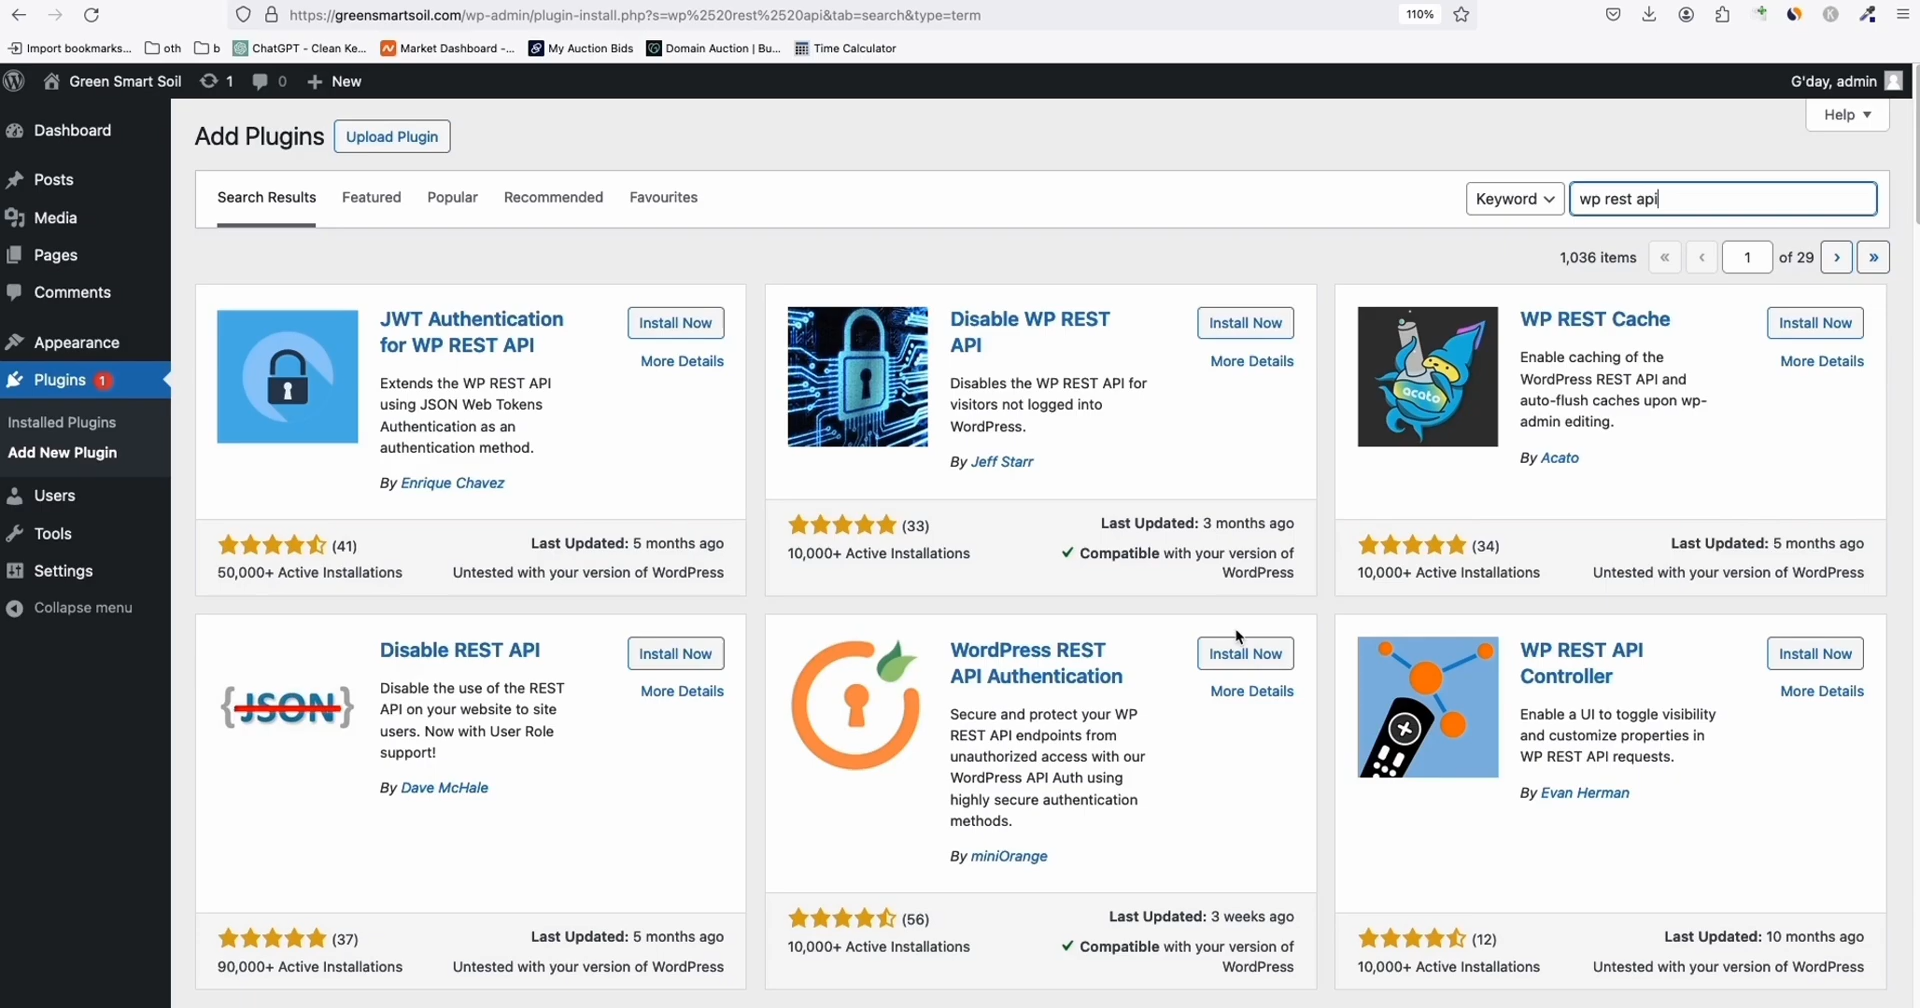 https://greensmartsoil.com/wp-admin/plugin-install.php?s=wp%2520rest%2520api&tab=search&type=term
110%
Import bookmarks...
oth
b
ChatGPT - Clean Ke...
Market Dashboard -...
My Auction Bids
Domain Auction | Bu...
Time Calculator
Green Smart Soil
1
0
New
G'day, admin
Dashboard
Posts
Media
Pages
Comments
Appearance
Plugins 1
Installed Plugins
Add New Plugin
Users
Tools
Settings
Collapse menu
Help
Add Plugins
Upload Plugin
Search Results
Featured
Popular
Recommended
Favourites
Keyword
wp rest api
1,036 items
«
‹
1
of 29
›
»
JWT Authentication
for WP REST API
Install Now
More Details
Extends the WP REST API
using JSON Web Tokens
Authentication as an
authentication method.
By Enrique Chavez
(41)
50,000+ Active Installations
Last Updated: 5 months ago
Untested with your version of WordPress
Disable WP REST
API
Install Now
More Details
Disables the WP REST API for
visitors not logged into
WordPress.
By Jeff Starr
(33)
10,000+ Active Installations
Last Updated: 3 months ago
✓ Compatible with your version of
WordPress
acato
WP REST Cache
Install Now
More Details
Enable caching of the
WordPress REST API and
auto-flush caches upon wp-
admin editing.
By Acato
(34)
10,000+ Active Installations
Last Updated: 5 months ago
Untested with your version of WordPress
{JSON}
Disable REST API
Install Now
More Details
Disable the use of the REST
API on your website to site
users. Now with User Role
support!
By Dave McHale
(37)
90,000+ Active Installations
Last Updated: 5 months ago
Untested with your version of WordPress
WordPress REST
API Authentication
Install Now
More Details
Secure and protect your WP
REST API endpoints from
unauthorized access with our
WordPress API Auth using
highly secure authentication
methods.
By miniOrange
(56)
10,000+ Active Installations
Last Updated: 3 weeks ago
✓ Compatible with your version of
WordPress
WP REST API
Controller
Install Now
More Details
Enable a UI to toggle visibility
and customize properties in
WP REST API requests.
By Evan Herman
(12)
10,000+ Active Installations
Last Updated: 10 months ago
Untested with your version of WordPress